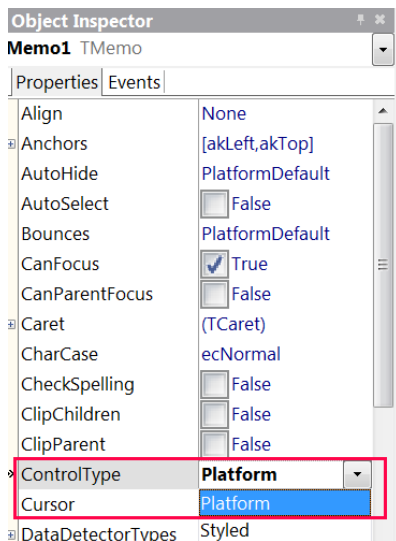 Object Inspector
Memo1 TMemo
Properties Events
Align None
Anchors [akLeft,akTop]
AutoHide PlatformDefault
AutoSelect False
Bounces PlatformDefault
CanFocus True
CanParentFocus False
Caret (TCaret)
CharCase ecNormal
CheckSpelling False
ClipChildren False
ClipParent False
ControlType Platform
Cursor Platform
DataDetectorTypes Styled